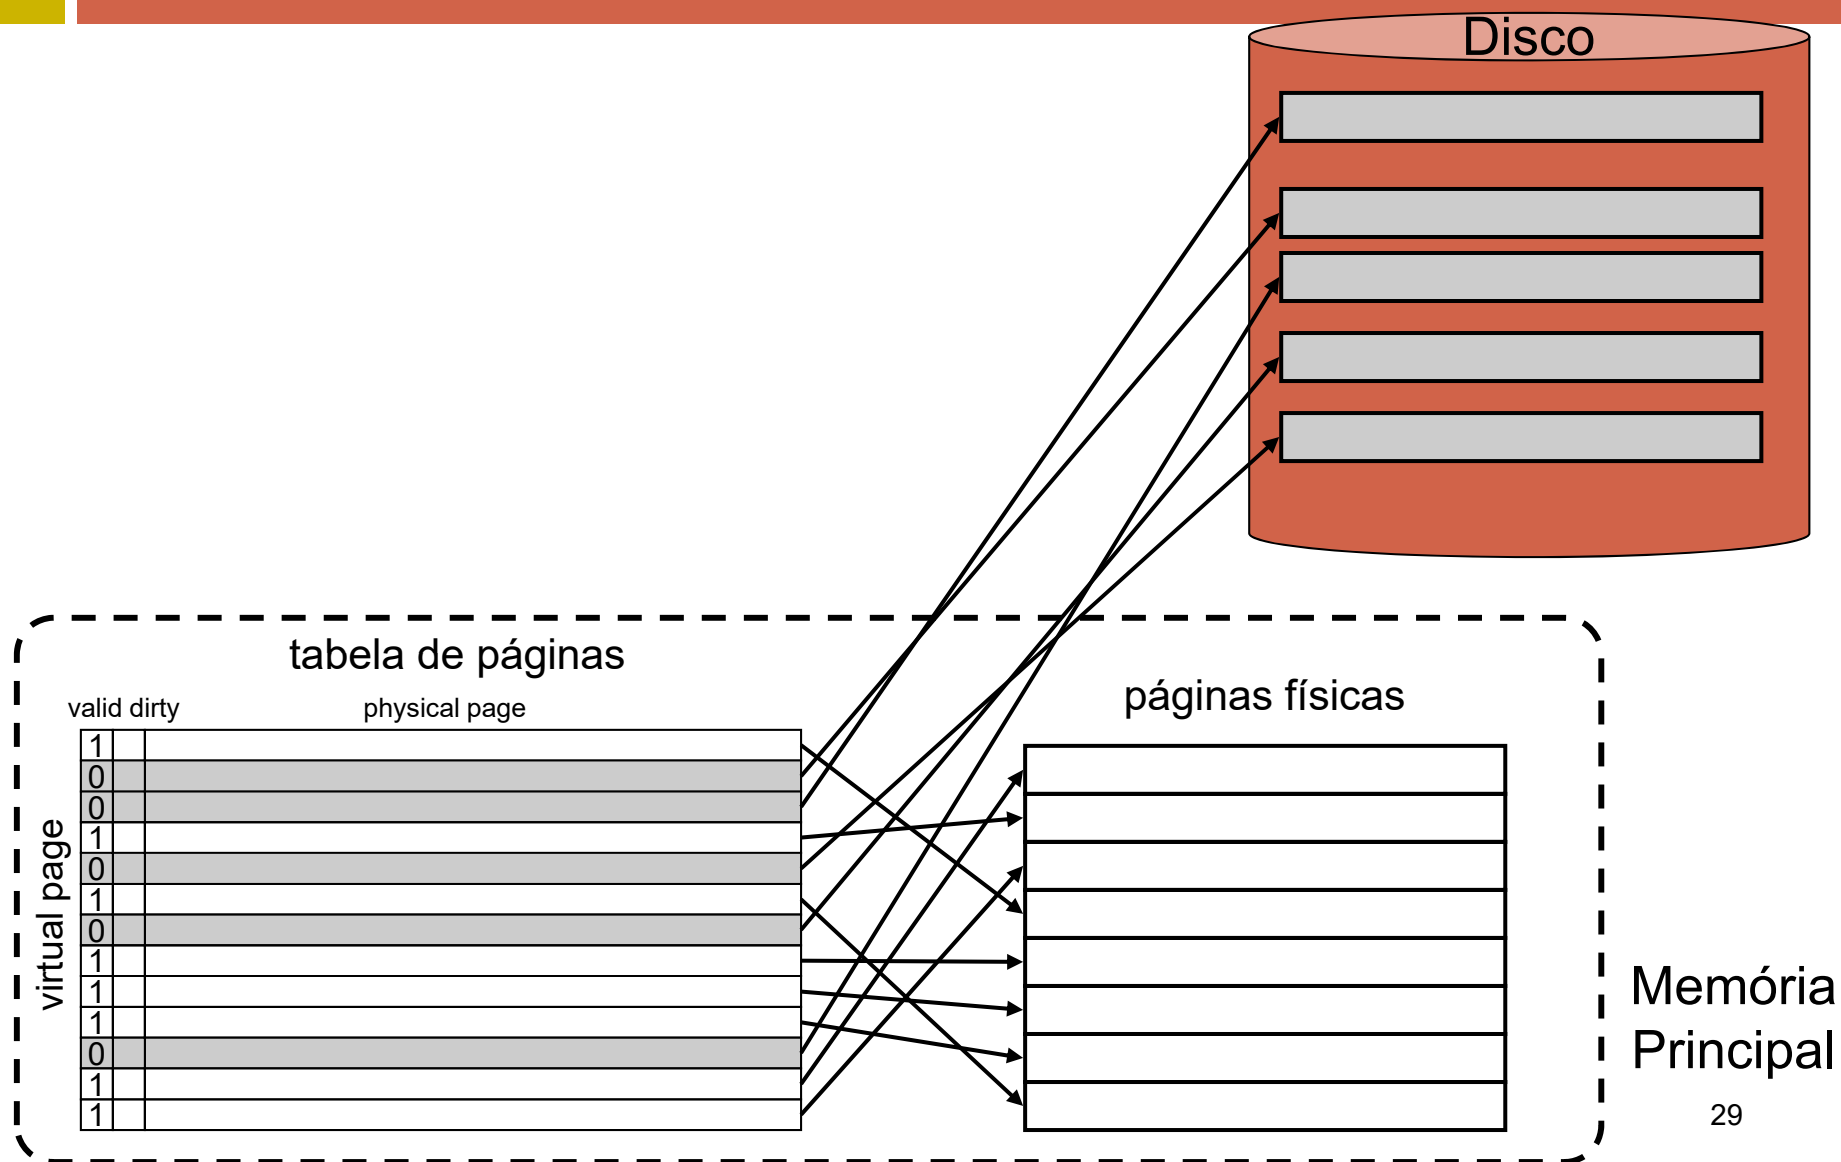 Disco
tabela de páginas
valid dirty
physical page
páginas físicas
virtual page
1
0
0
1
0
1
0
1
1
1
0
1
1
Memória
Principal
29